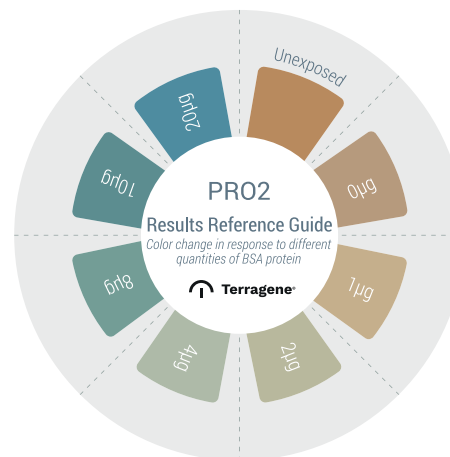 Unexposed
0µg
1µg
2µg
4µg
8µg
10µg
20µg
PRO2
Results Reference Guide
Color change in response to different
quantities of BSA protein
Terragene®